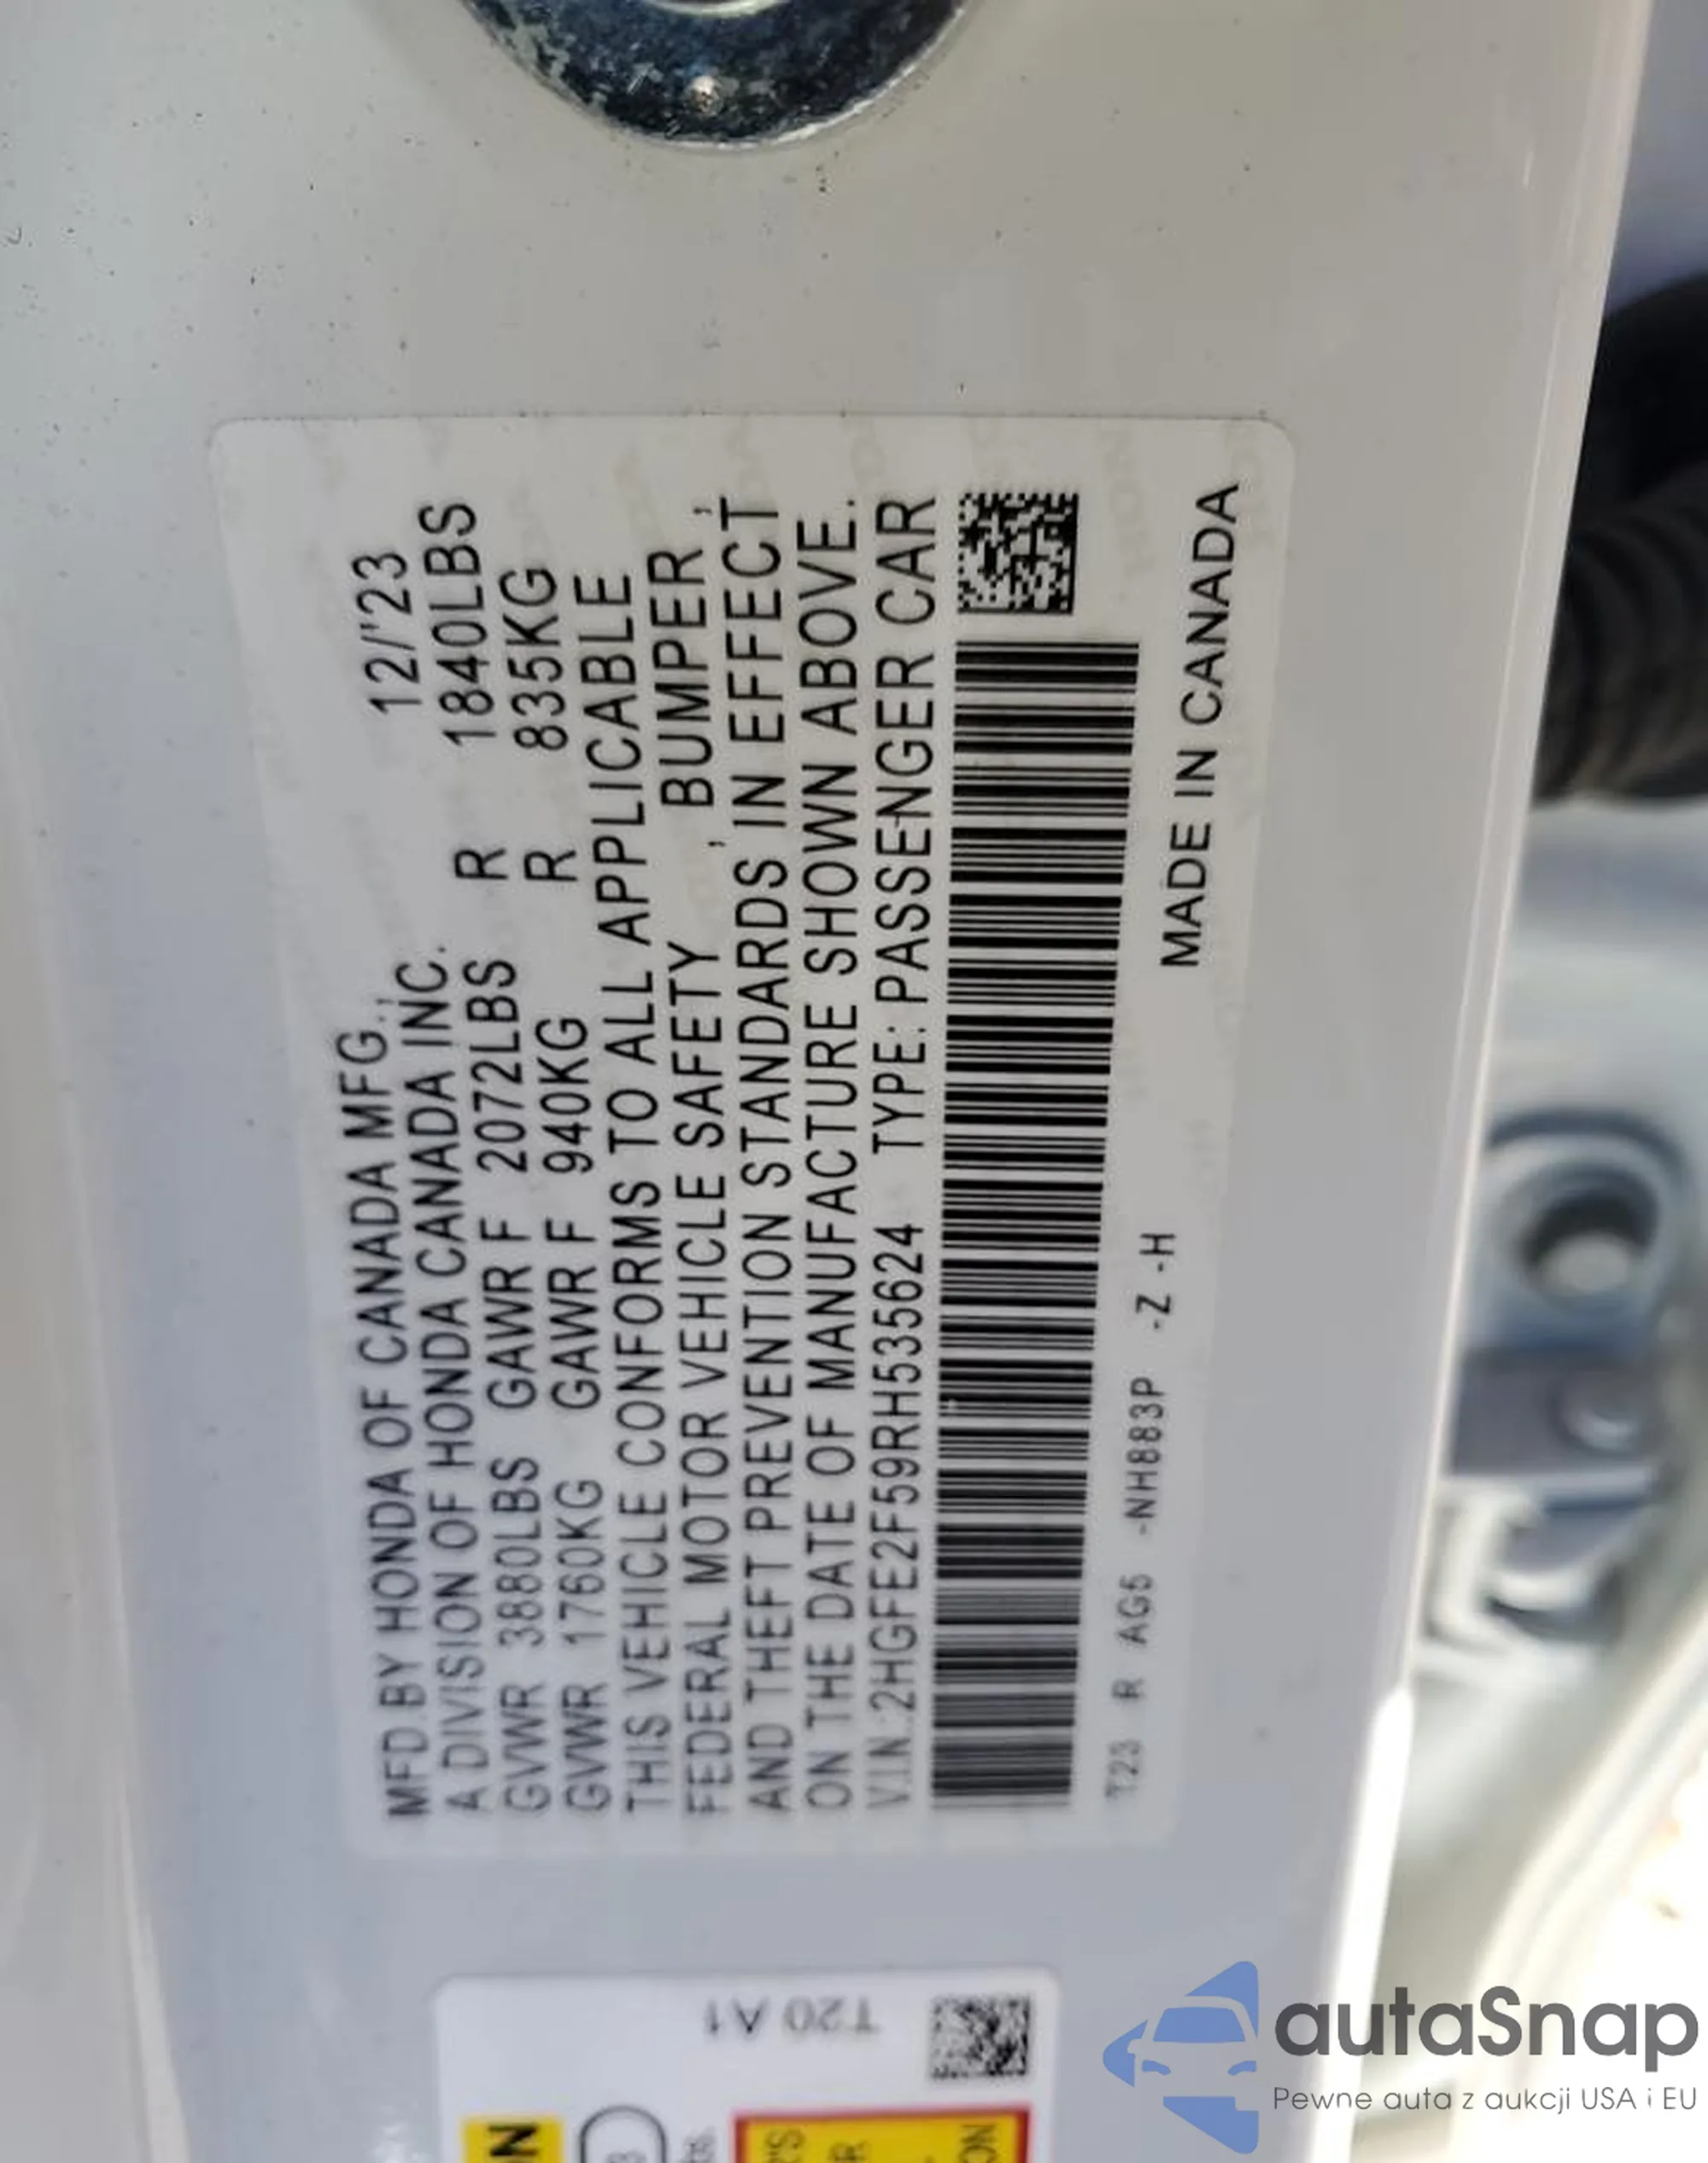 MFD.BY HONDA OF CANADA MFG., 12/'23
A DIVISION OF HONDA CANADA INC.
GVWR 3880LBS GAWR F 2072LBS R 1840LBS
GVWR 1760KG GAWR F 940KG R 835KG
THIS VEHICLE CONFORMS TO ALL APPLICABLE
FEDERAL MOTOR VEHICLE SAFETY , BUMPER ,
AND THEFT PREVENTION STANDARDS IN EFFECT
ON THE DATE OF MANUFACTURE SHOWN ABOVE.
V.I.N.:2HGFE2F59RH535624 TYPE: PASSENGER CAR
T23 R AG5 -NH883P -Z -H
MADE IN CANADA
T20 A1
autaSnap
Pewne auta z aukcji USA i EU